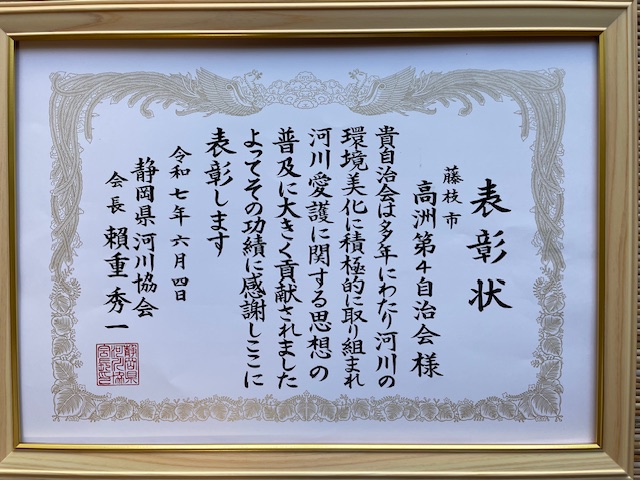 表彰状
藤枝市
高洲第４自治会様
貴自治会は多年にわたり河川の
環境美化に積極的に取り組まれ
河川愛護に関する思想の
普及に大きく貢献されました
よってその功績に感謝しここに
表彰します
令和七年六月四日
静岡県河川協会
会長 頼重秀一